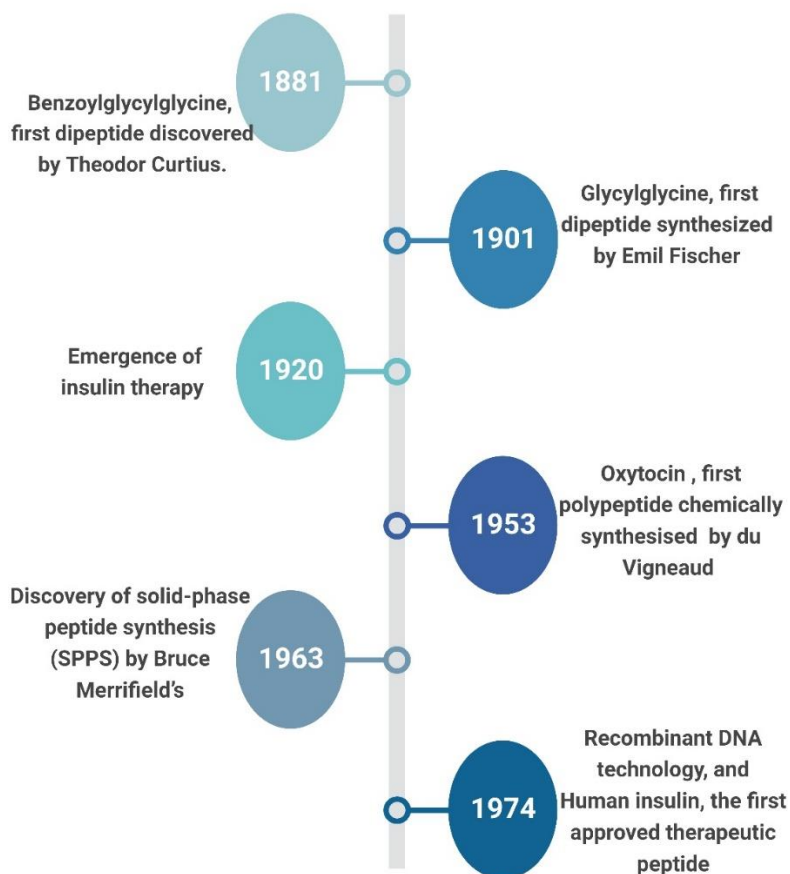 1881
Benzoylglycylglycine,
first dipeptide discovered
by Theodor Curtius.
1901
Glycylglycine, first
dipeptide synthesized
by Emil Fischer
1920
Emergence of
insulin therapy
1953
Oxytocin , first
polypeptide chemically
synthesised by du
Vigneaud
1963
Discovery of solid-phase
peptide synthesis
(SPPS) by Bruce
Merrifield’s
1974
Recombinant DNA
technology, and
Human insulin, the first
approved therapeutic
peptide